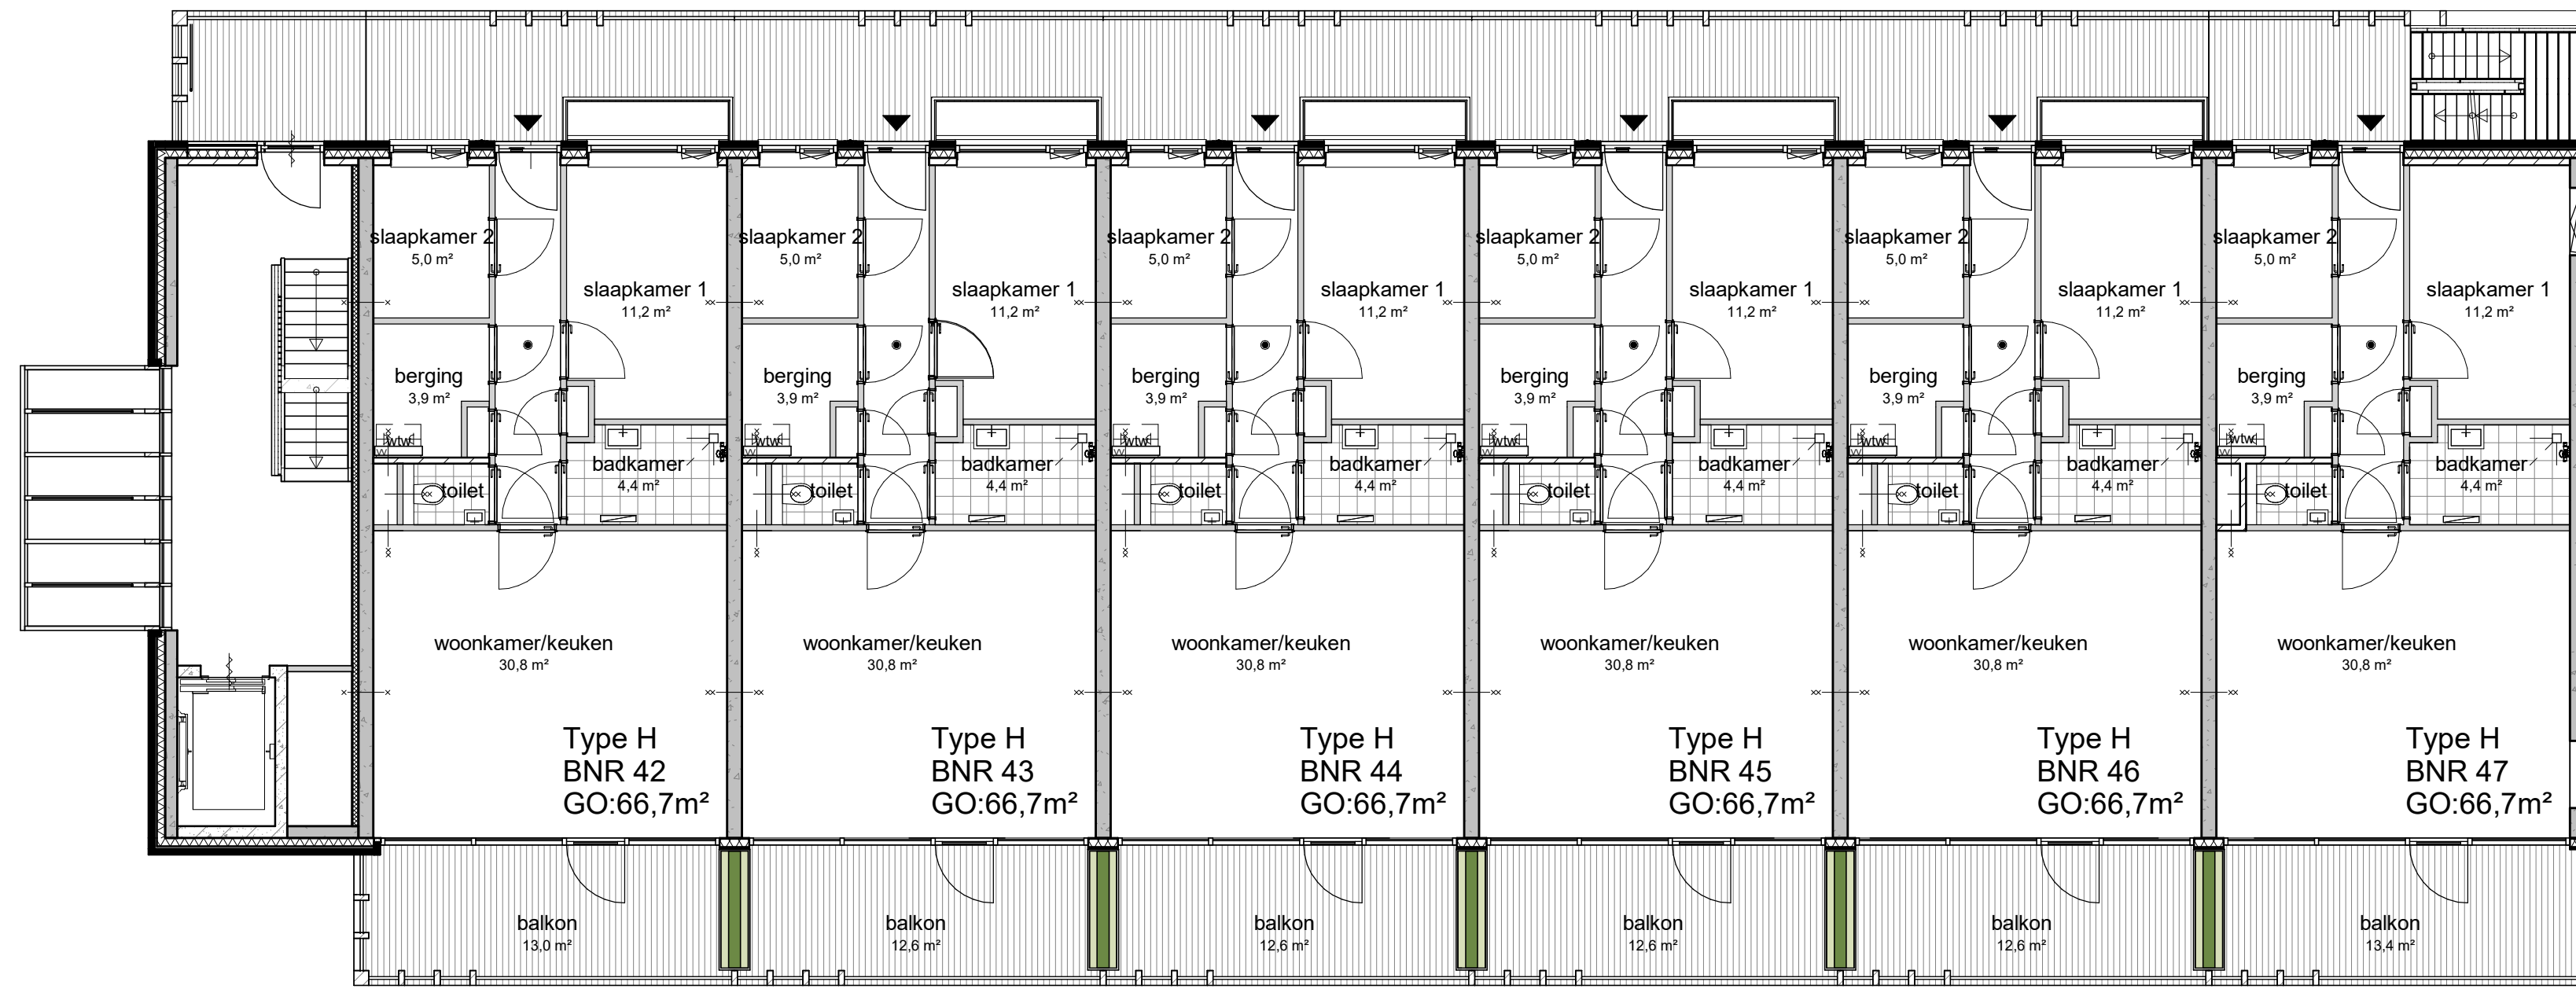 slaapkamer 2
5,0 m²
slaapkamer 1
11,2 m²
berging
3,9 m²
wtw
W
badkamer
4,4 m²
toilet
woonkamer/keuken
30,8 m²
Type H
BNR 42
GO:66,7m²
balkon
13,0 m²
slaapkamer 2
5,0 m²
slaapkamer 1
11,2 m²
berging
3,9 m²
wtw
W
badkamer
4,4 m²
toilet
woonkamer/keuken
30,8 m²
Type H
BNR 43
GO:66,7m²
balkon
12,6 m²
slaapkamer 2
5,0 m²
slaapkamer 1
11,2 m²
berging
3,9 m²
wtw
W
badkamer
4,4 m²
toilet
woonkamer/keuken
30,8 m²
Type H
BNR 44
GO:66,7m²
balkon
12,6 m²
slaapkamer 2
5,0 m²
slaapkamer 1
11,2 m²
berging
3,9 m²
wtw
W
badkamer
4,4 m²
toilet
woonkamer/keuken
30,8 m²
Type H
BNR 45
GO:66,7m²
balkon
12,6 m²
slaapkamer 2
5,0 m²
slaapkamer 1
11,2 m²
berging
3,9 m²
wtw
W
badkamer
4,4 m²
toilet
woonkamer/keuken
30,8 m²
Type H
BNR 46
GO:66,7m²
balkon
12,6 m²
slaapkamer 2
5,0 m²
slaapkamer 1
11,2 m²
berging
3,9 m²
wtw
W
badkamer
4,4 m²
toilet
woonkamer/keuken
30,8 m²
Type H
BNR 47
GO:66,7m²
balkon
13,4 m²